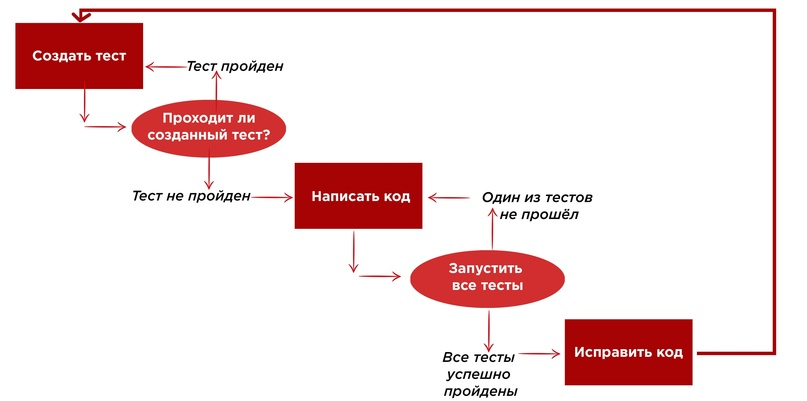 Создать тест
Тест пройден
Проходит ли
созданный тест?
Тест не пройден
Написать код
Один из тестов
не прошёл
Запустить
все тесты
Все тесты
успешно
пройдены
Исправить код